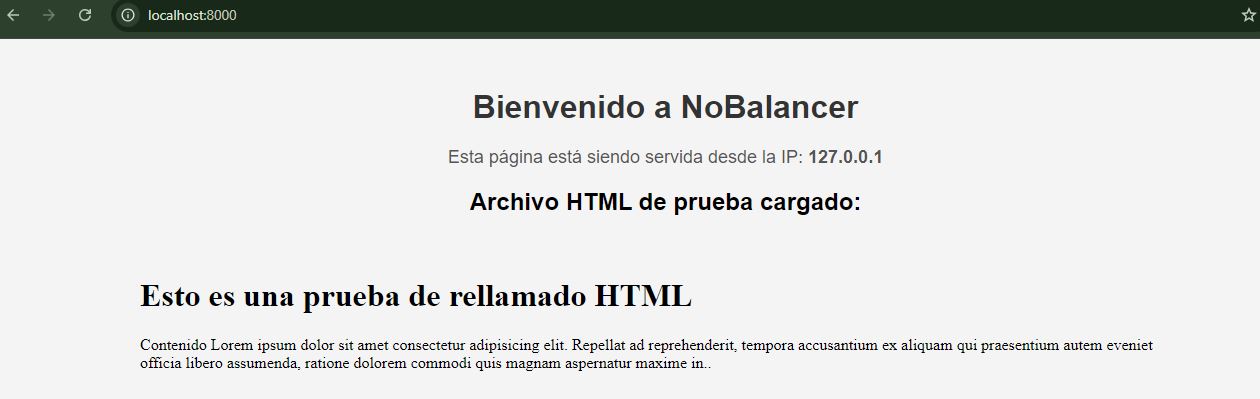 localhost:8000
Bienvenido a NoBalancer
Esta página está siendo servida desde la IP: 127.0.0.1
Archivo HTML de prueba cargado:
Esto es una prueba de rellamado HTML
Contenido Lorem ipsum dolor sit amet consectetur adipisicing elit. Repellat ad reprehenderit, tempora accusantium ex aliquam qui praesentium autem eveniet
officia libero assumenda, ratione dolorem commodi quis magnam aspernatur maxime in..